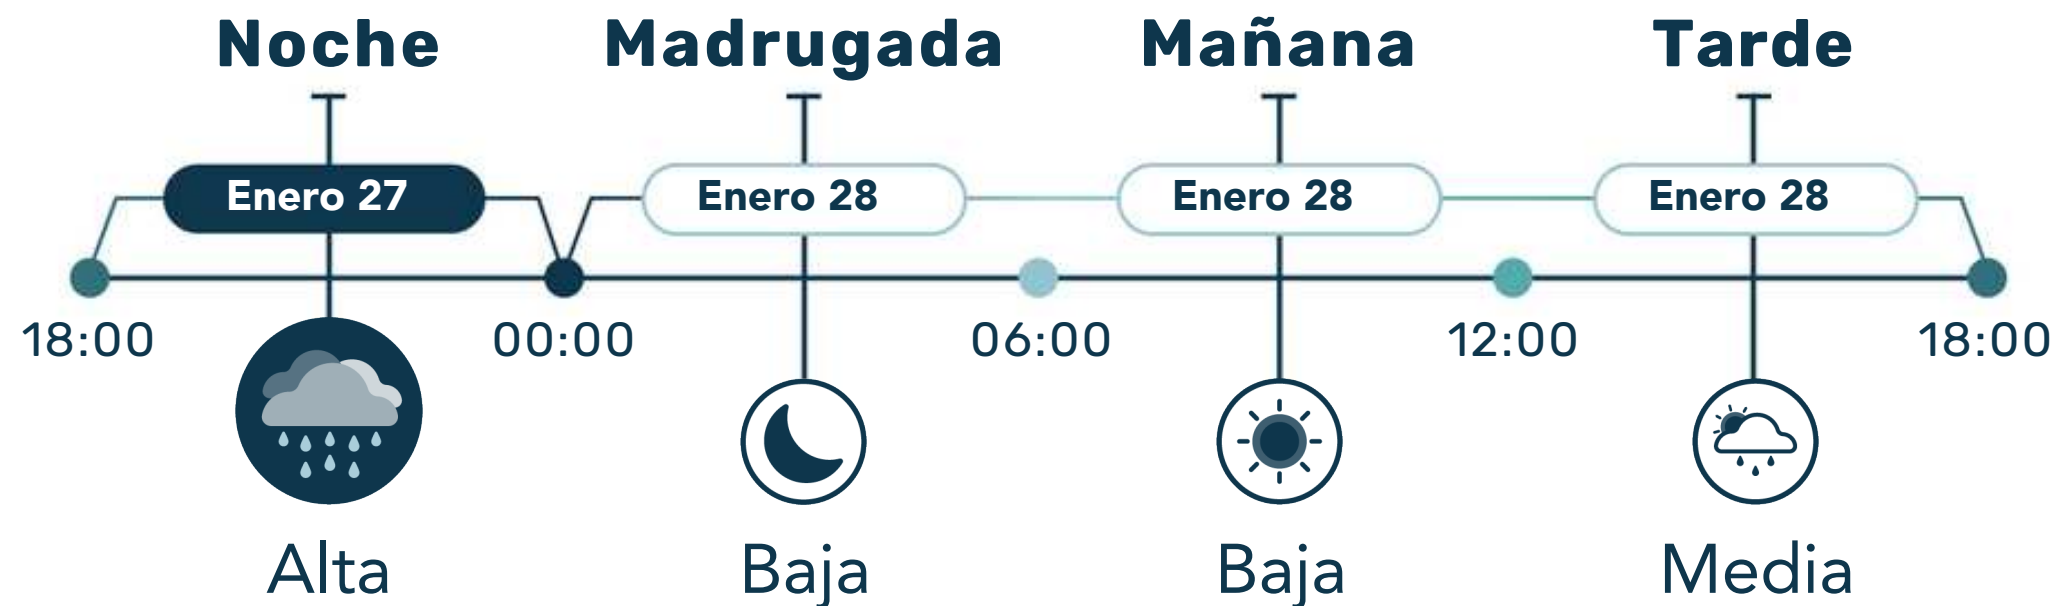 Noche Madrugada Mañana Tarde
Enero 27 Enero 28 Enero 28 Enero 28
18:00 00:00 06:00 12:00 18:00
Alta Baja Baja Media